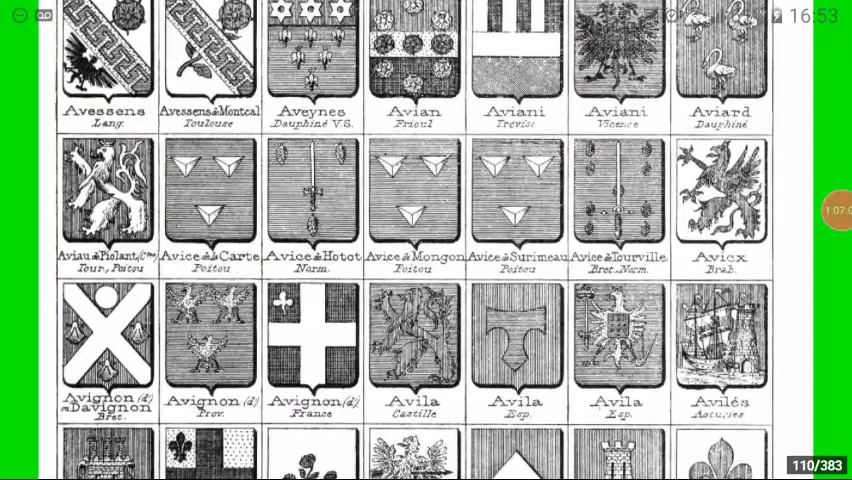 16:53
Avessens
Lang.
Avessens de Montcal
Toulouse
Aveynes
Dauphiné V.S.
Avian
Frioul
Aviani
Trévise
Aviani
Vicence
Aviard
Dauphiné
Aviau de Piolant (Cte)
Tour., Poitou
Avice de la Carte
Poitou
Avice de Hotot
Norm.
Avice de Mongon
Poitou
Avice de Surimeau
Poitou
Avice de Tourville
Bret., Norm.
Avicx
Brab.
1:07:0
Avignon (d')
ou Davignon
Bret.
Avignon (d')
Prov.
Avignon (d')
France
Avila
Castille
Avila
Esp.
Avila
Esp.
Avilés
Asturies
110/383